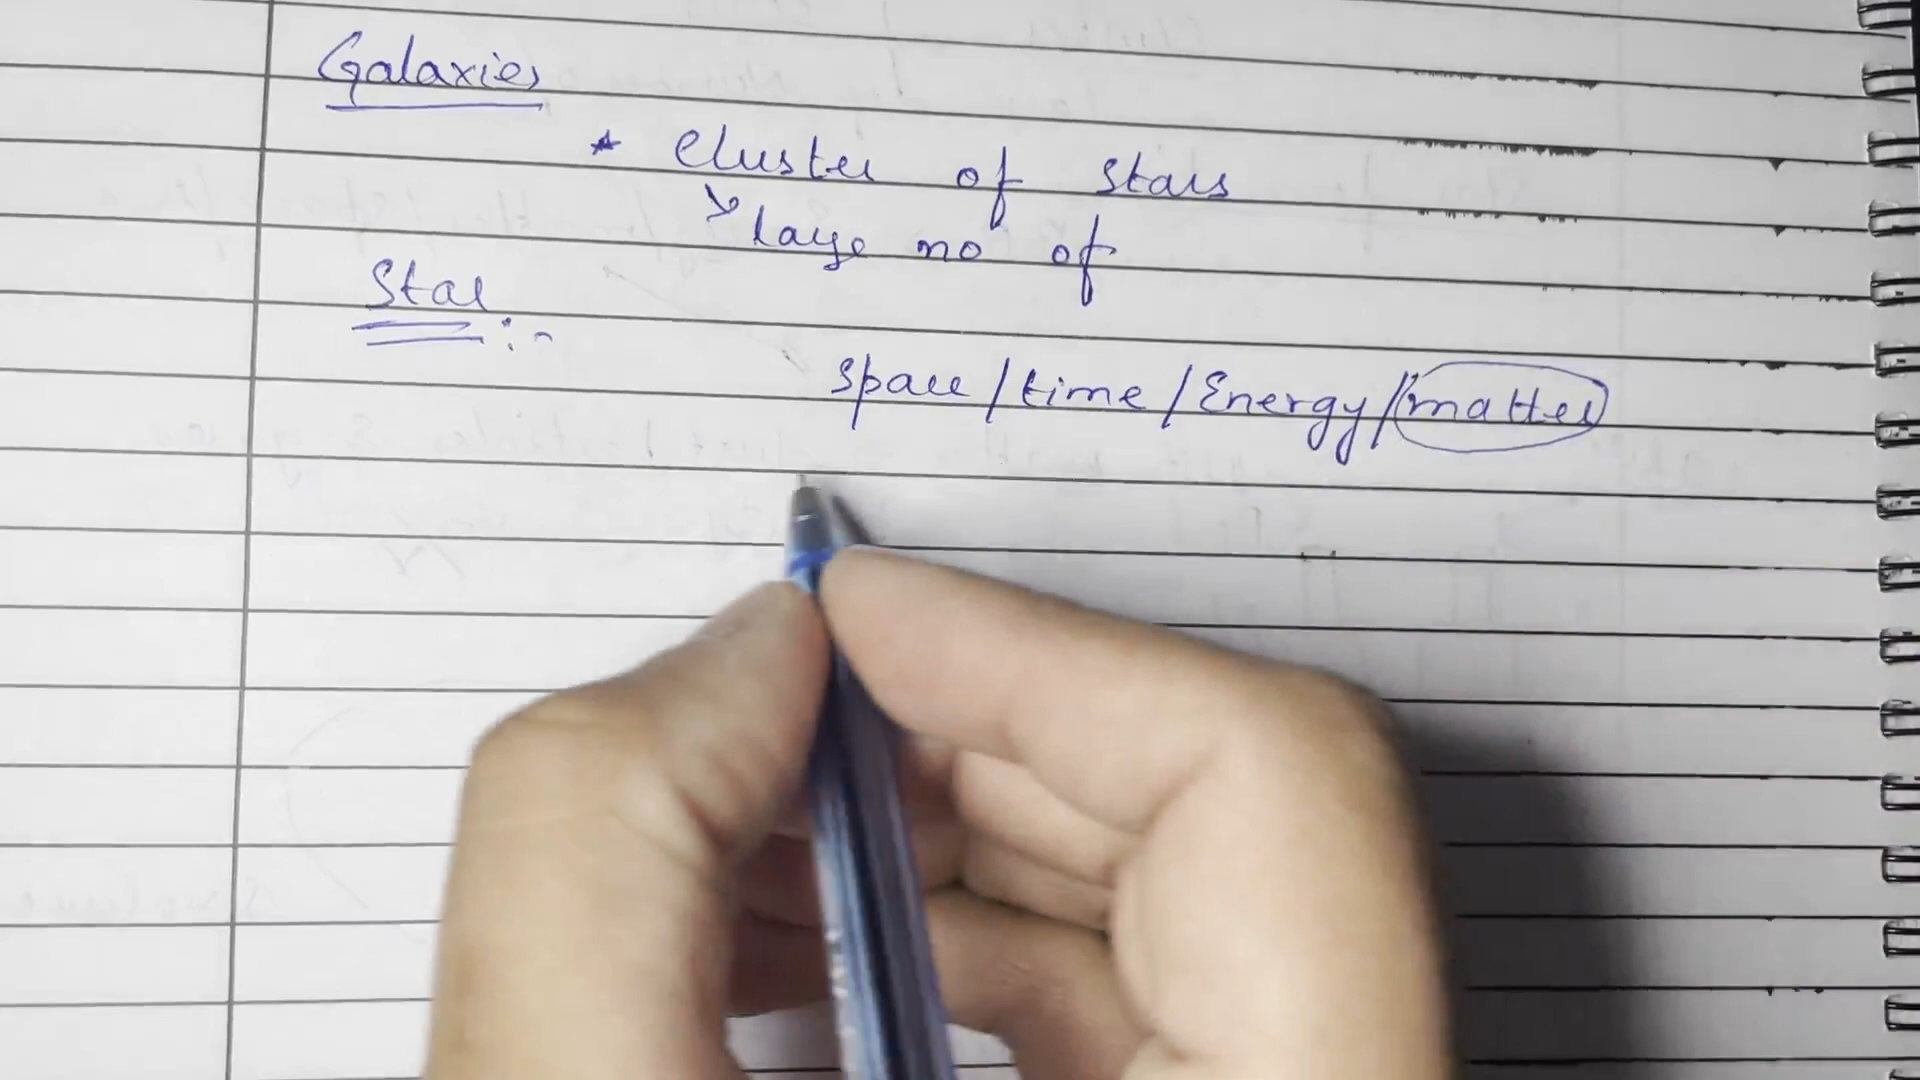 Galaxies
* Cluster of stars
large no of
Star :-
Space/time/Energy/matter